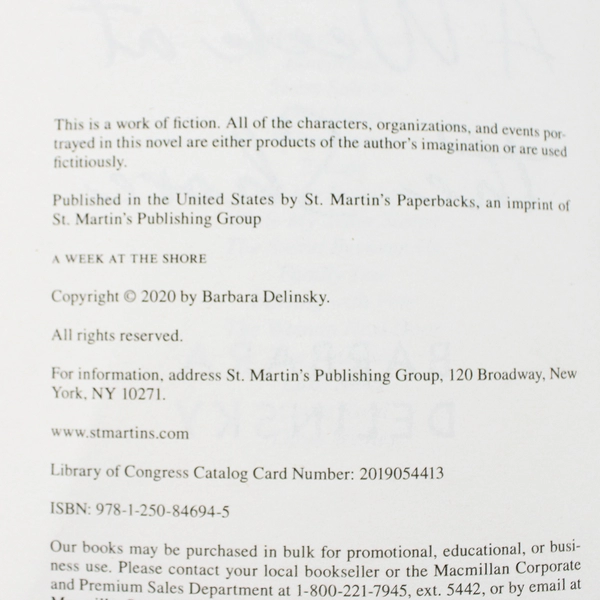 This is a work of fiction. All of the characters, organizations, and events por-
trayed in this novel are either products of the author's imagination or are used
fictitiously.
Published in the United States by St. Martin's Paperbacks, an imprint of
St. Martin's Publishing Group
A WEEK AT THE SHORE
Copyright © 2020 by Barbara Delinsky.
All rights reserved.
For information, address St. Martin's Publishing Group, 120 Broadway, New
York, NY 10271.
www.stmartins.com
Library of Congress Catalog Card Number: 2019054413
ISBN: 978-1-250-84694-5
Our books may be purchased in bulk for promotional, educational, or busi-
ness use. Please contact your local bookseller or the Macmillan Corporate
and Premium Sales Department at 1-800-221-7945, ext. 5442, or by email at